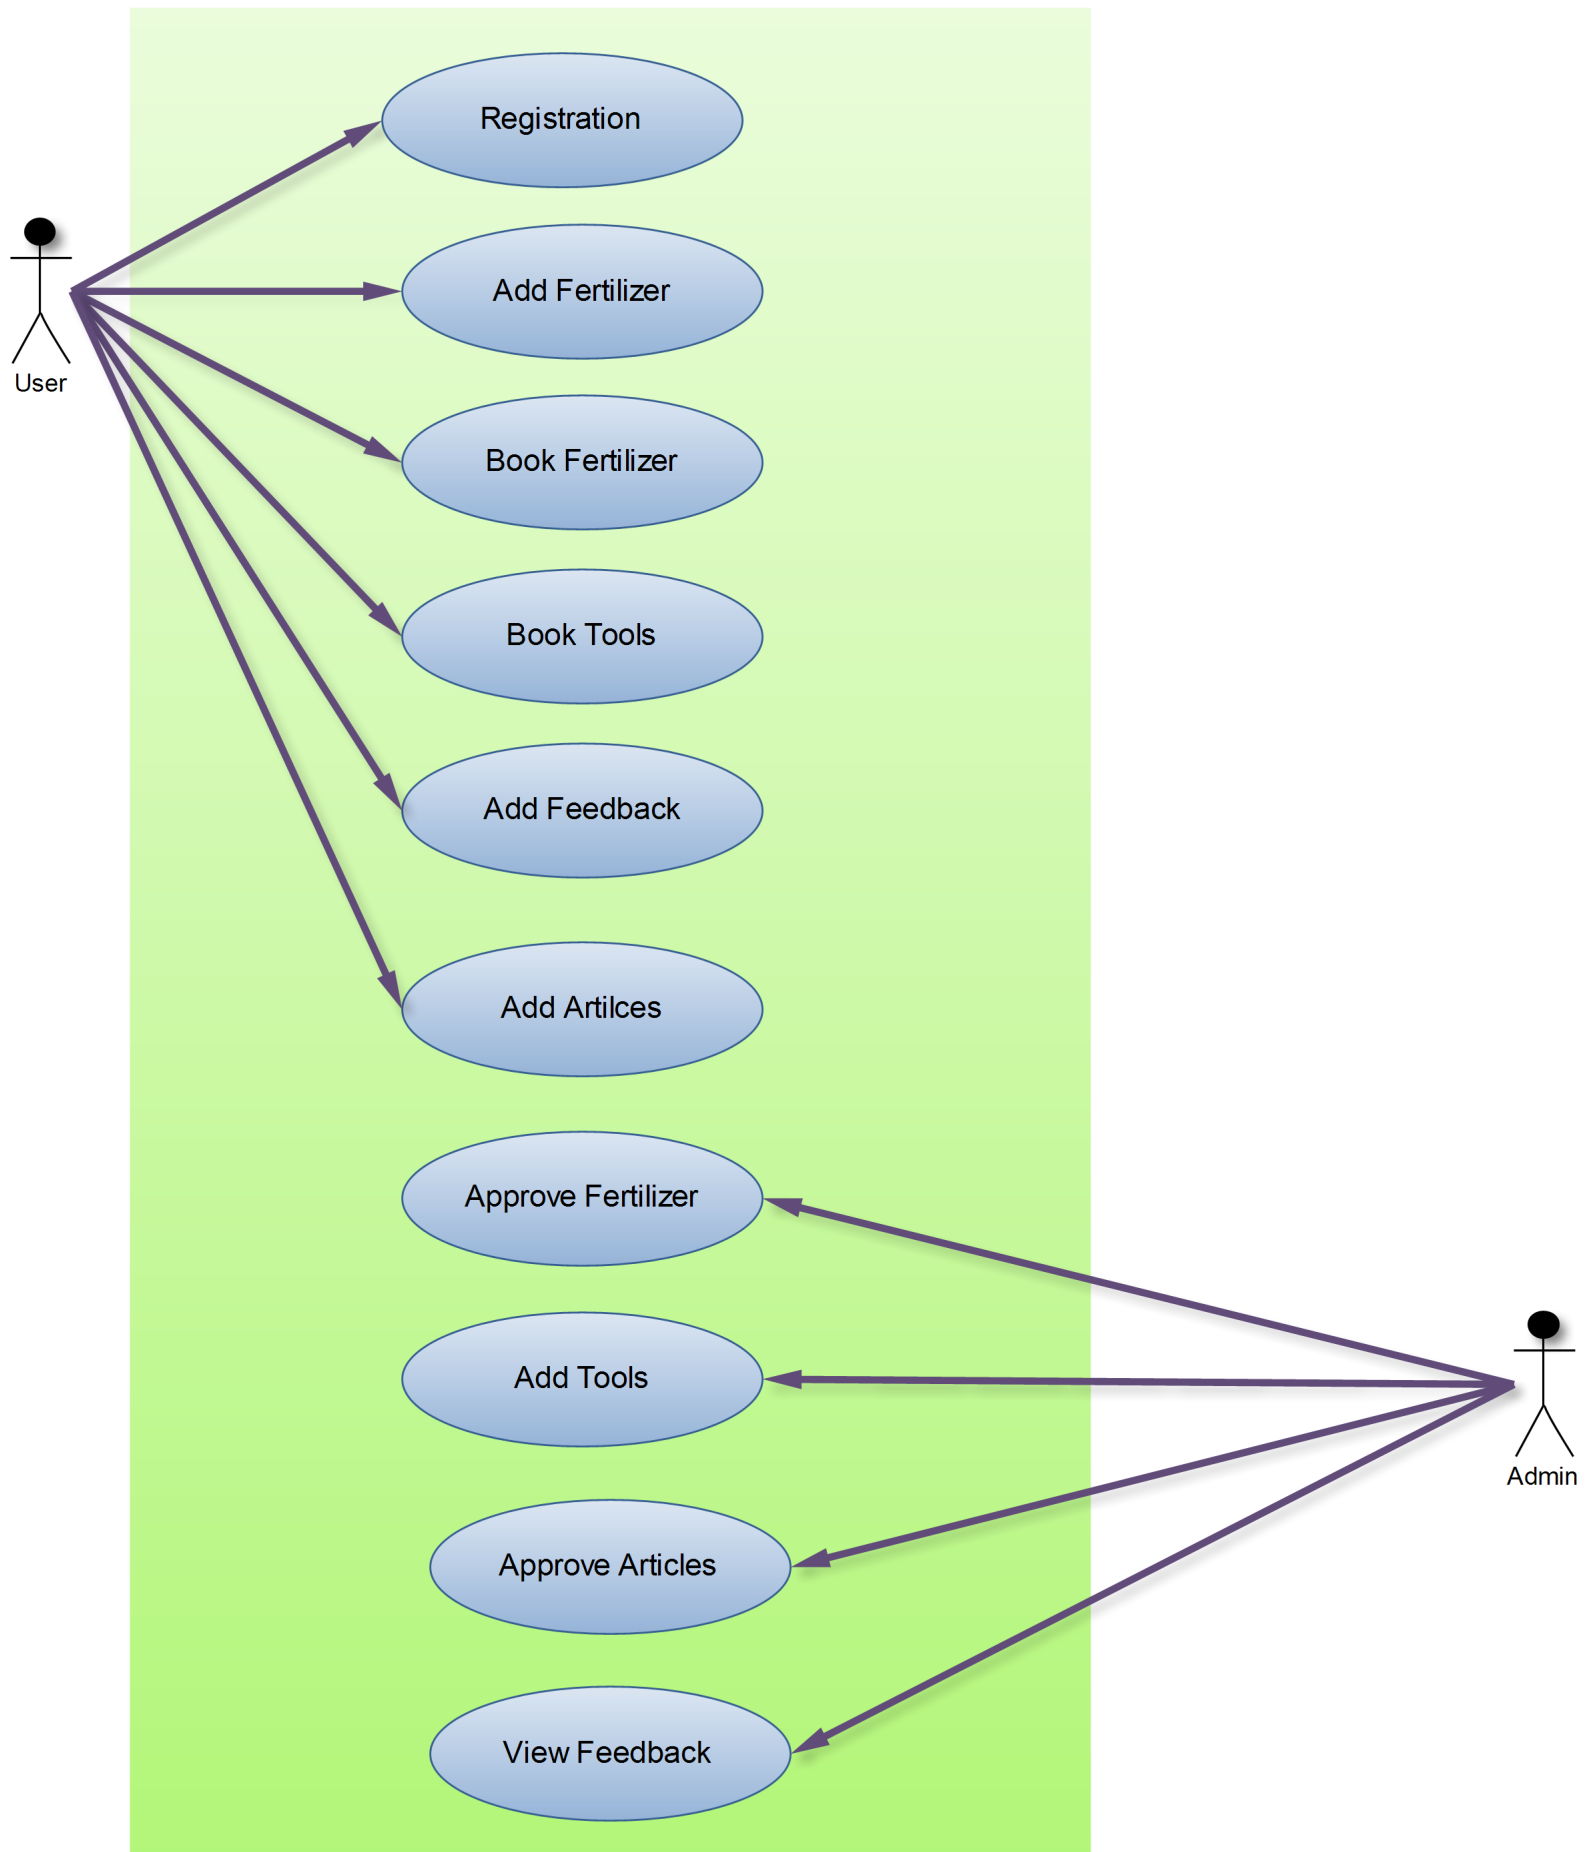 Registration
Add Fertilizer
User
Book Fertilizer
Book Tools
Add Feedback
Add Artilces
Approve Fertilizer
Add Tools
Admin
Approve Articles
View Feedback